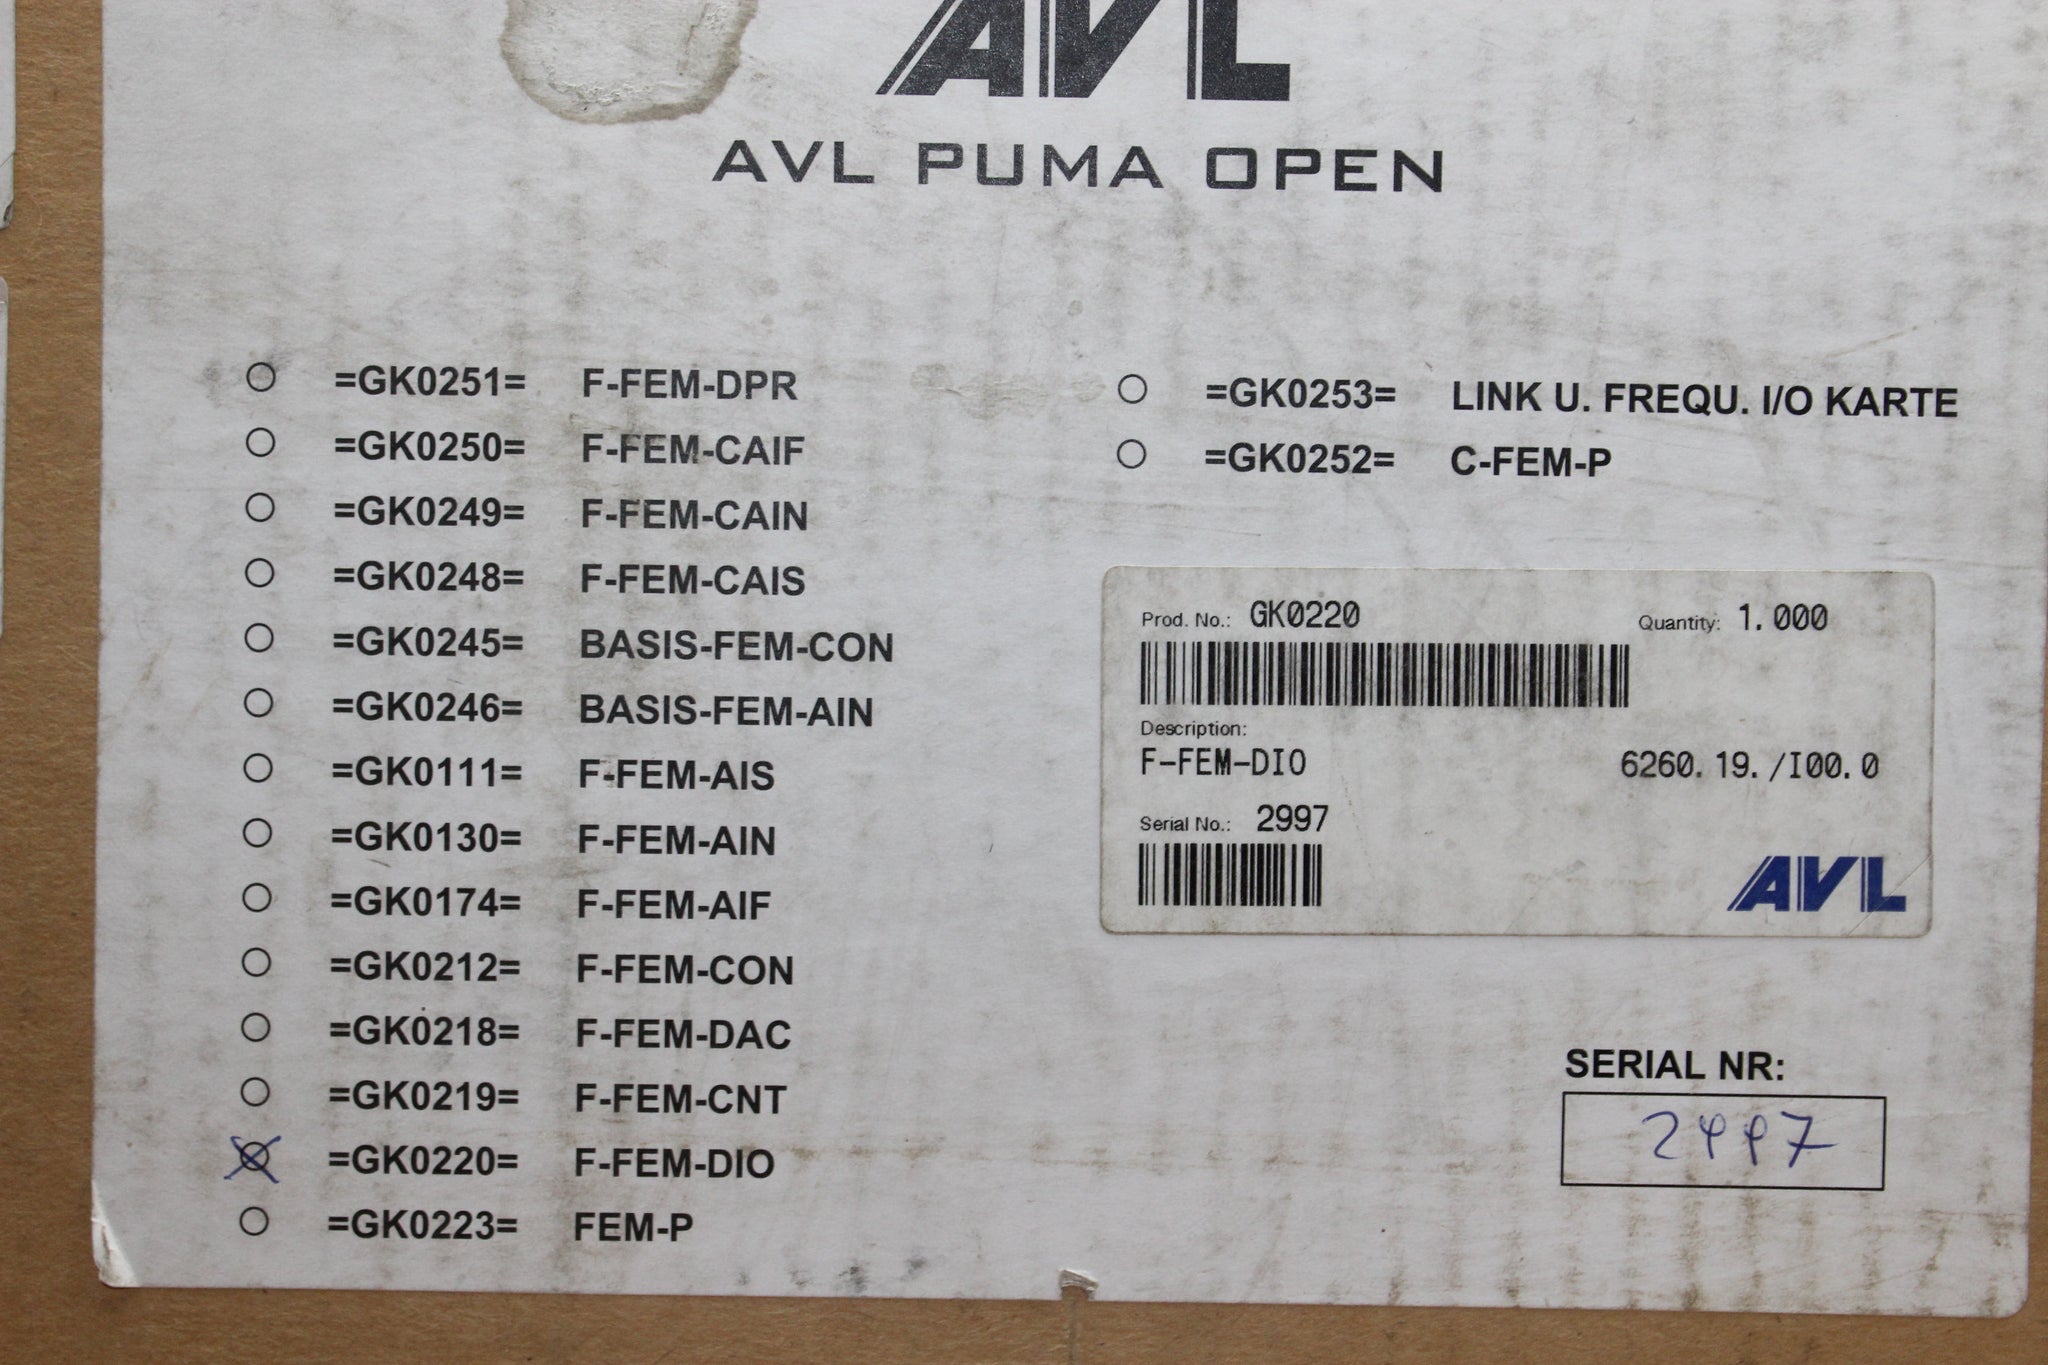 AVL
AVL PUMA OPEN
=GK0251= F-FEM-DPR
=GK0250= F-FEM-CAIF
=GK0249= F-FEM-CAIN
=GK0248= F-FEM-CAIS
=GK0245= BASIS-FEM-CON
=GK0246= BASIS-FEM-AIN
=GK0111= F-FEM-AIS
=GK0130= F-FEM-AIN
=GK0174= F-FEM-AIF
=GK0212= F-FEM-CON
=GK0218= F-FEM-DAC
=GK0219= F-FEM-CNT
=GK0220= F-FEM-DIO
=GK0223= FEM-P
=GK0253= LINK U. FREQU. I/O KARTE
=GK0252= C-FEM-P
Prod. No.: GK0220 Quantity: 1.000
Description:
F-FEM-DIO 6260.19./I00.0
Serial No.: 2997
AVL
SERIAL NR:
2997